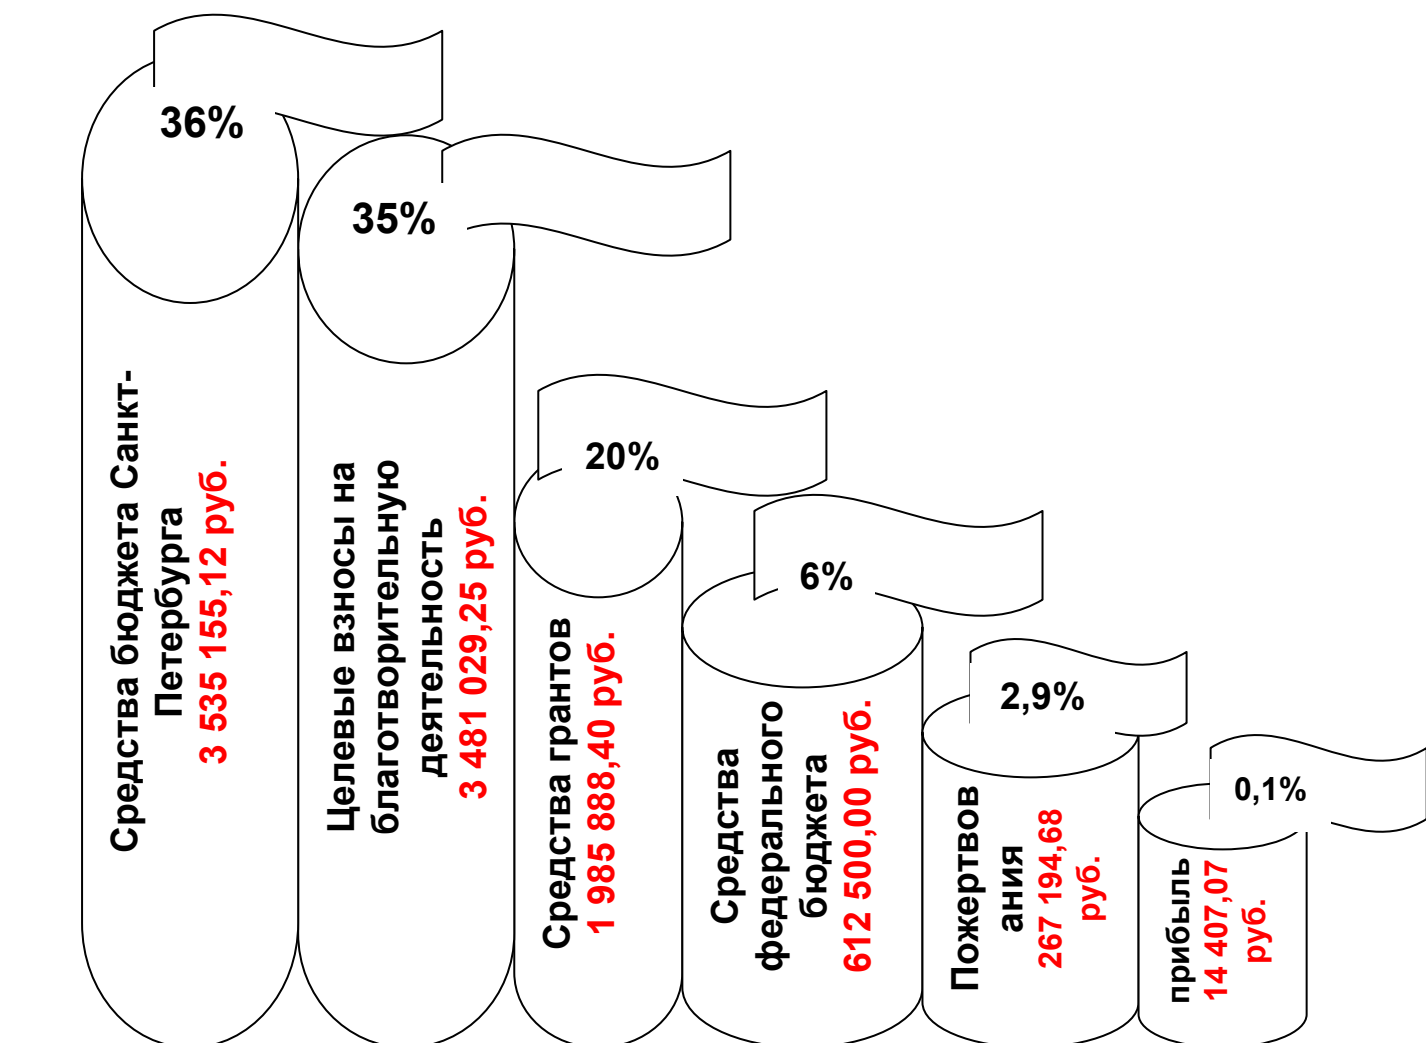 36%
Средства бюджета Санкт-
Петербурга
3 535 155,12 руб.
35%
Целевые взносы на
благотворительную
деятельность
3 481 029,25 руб.
20%
Средства грантов
1 985 888,40 руб.
6%
Средства
федерального
бюджета
612 500,00 руб.
2,9%
Пожертвов
ания
267 194,68
руб.
0,1%
прибыль
14 407,07
руб.